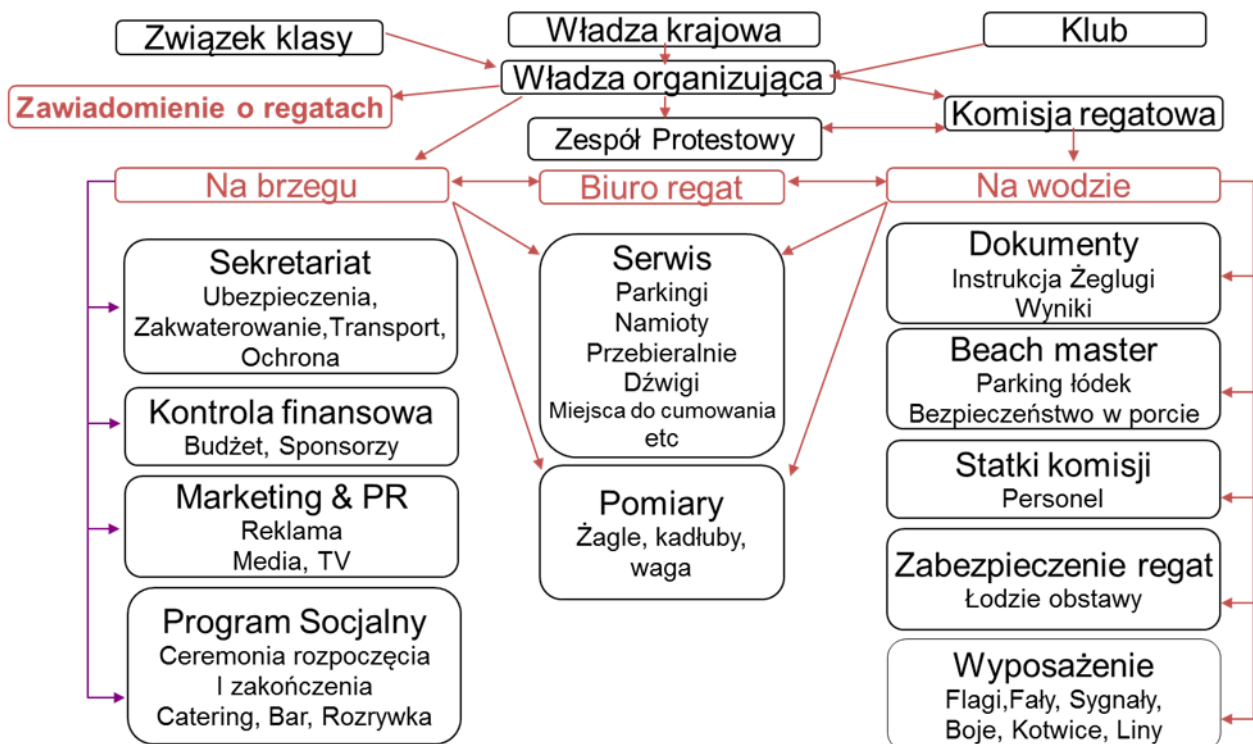 Związek klasy
Władza krajowa
Klub
Władza organizująca
Zawiadomienie o regatach
Komisja regatowa
Zespół Protestowy
Na brzegu
Biuro regat
Na wodzie
Sekretariat
Ubezpieczenia,
Zakwaterowanie,Transport,
Ochrona
Kontrola finansowa
Budżet, Sponsorzy
Marketing & PR
Reklama
Media, TV
Program Socjalny
Ceremonia rozpoczęcia
I zakończenia
Catering, Bar, Rozrywka
Serwis
Parkingi
Namioty
Przebieralnie
Dźwigi
Miejsca do cumowania
etc
Pomiary
Żagle, kadłuby,
waga
Dokumenty
Instrukcja Żeglugi
Wyniki
Beach master
Parking łódek
Bezpieczeństwo w porcie
Statki komisji
Personel
Zabezpieczenie regat
Łodzie obstawy
Wyposażenie
Flagi,Fały, Sygnały,
Boje, Kotwice, Liny